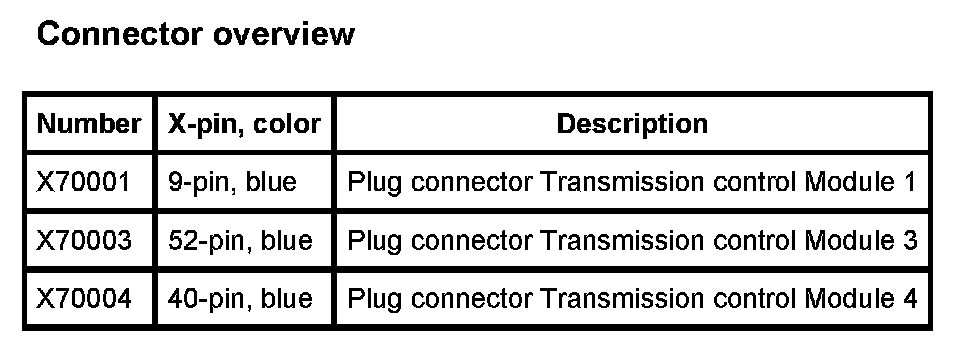 Connector overview
Number X-pin, color Description
X70001 9-pin, blue Plug connector Transmission control Module 1
X70003 52-pin, blue Plug connector Transmission control Module 3
X70004 40-pin, blue Plug connector Transmission control Module 4